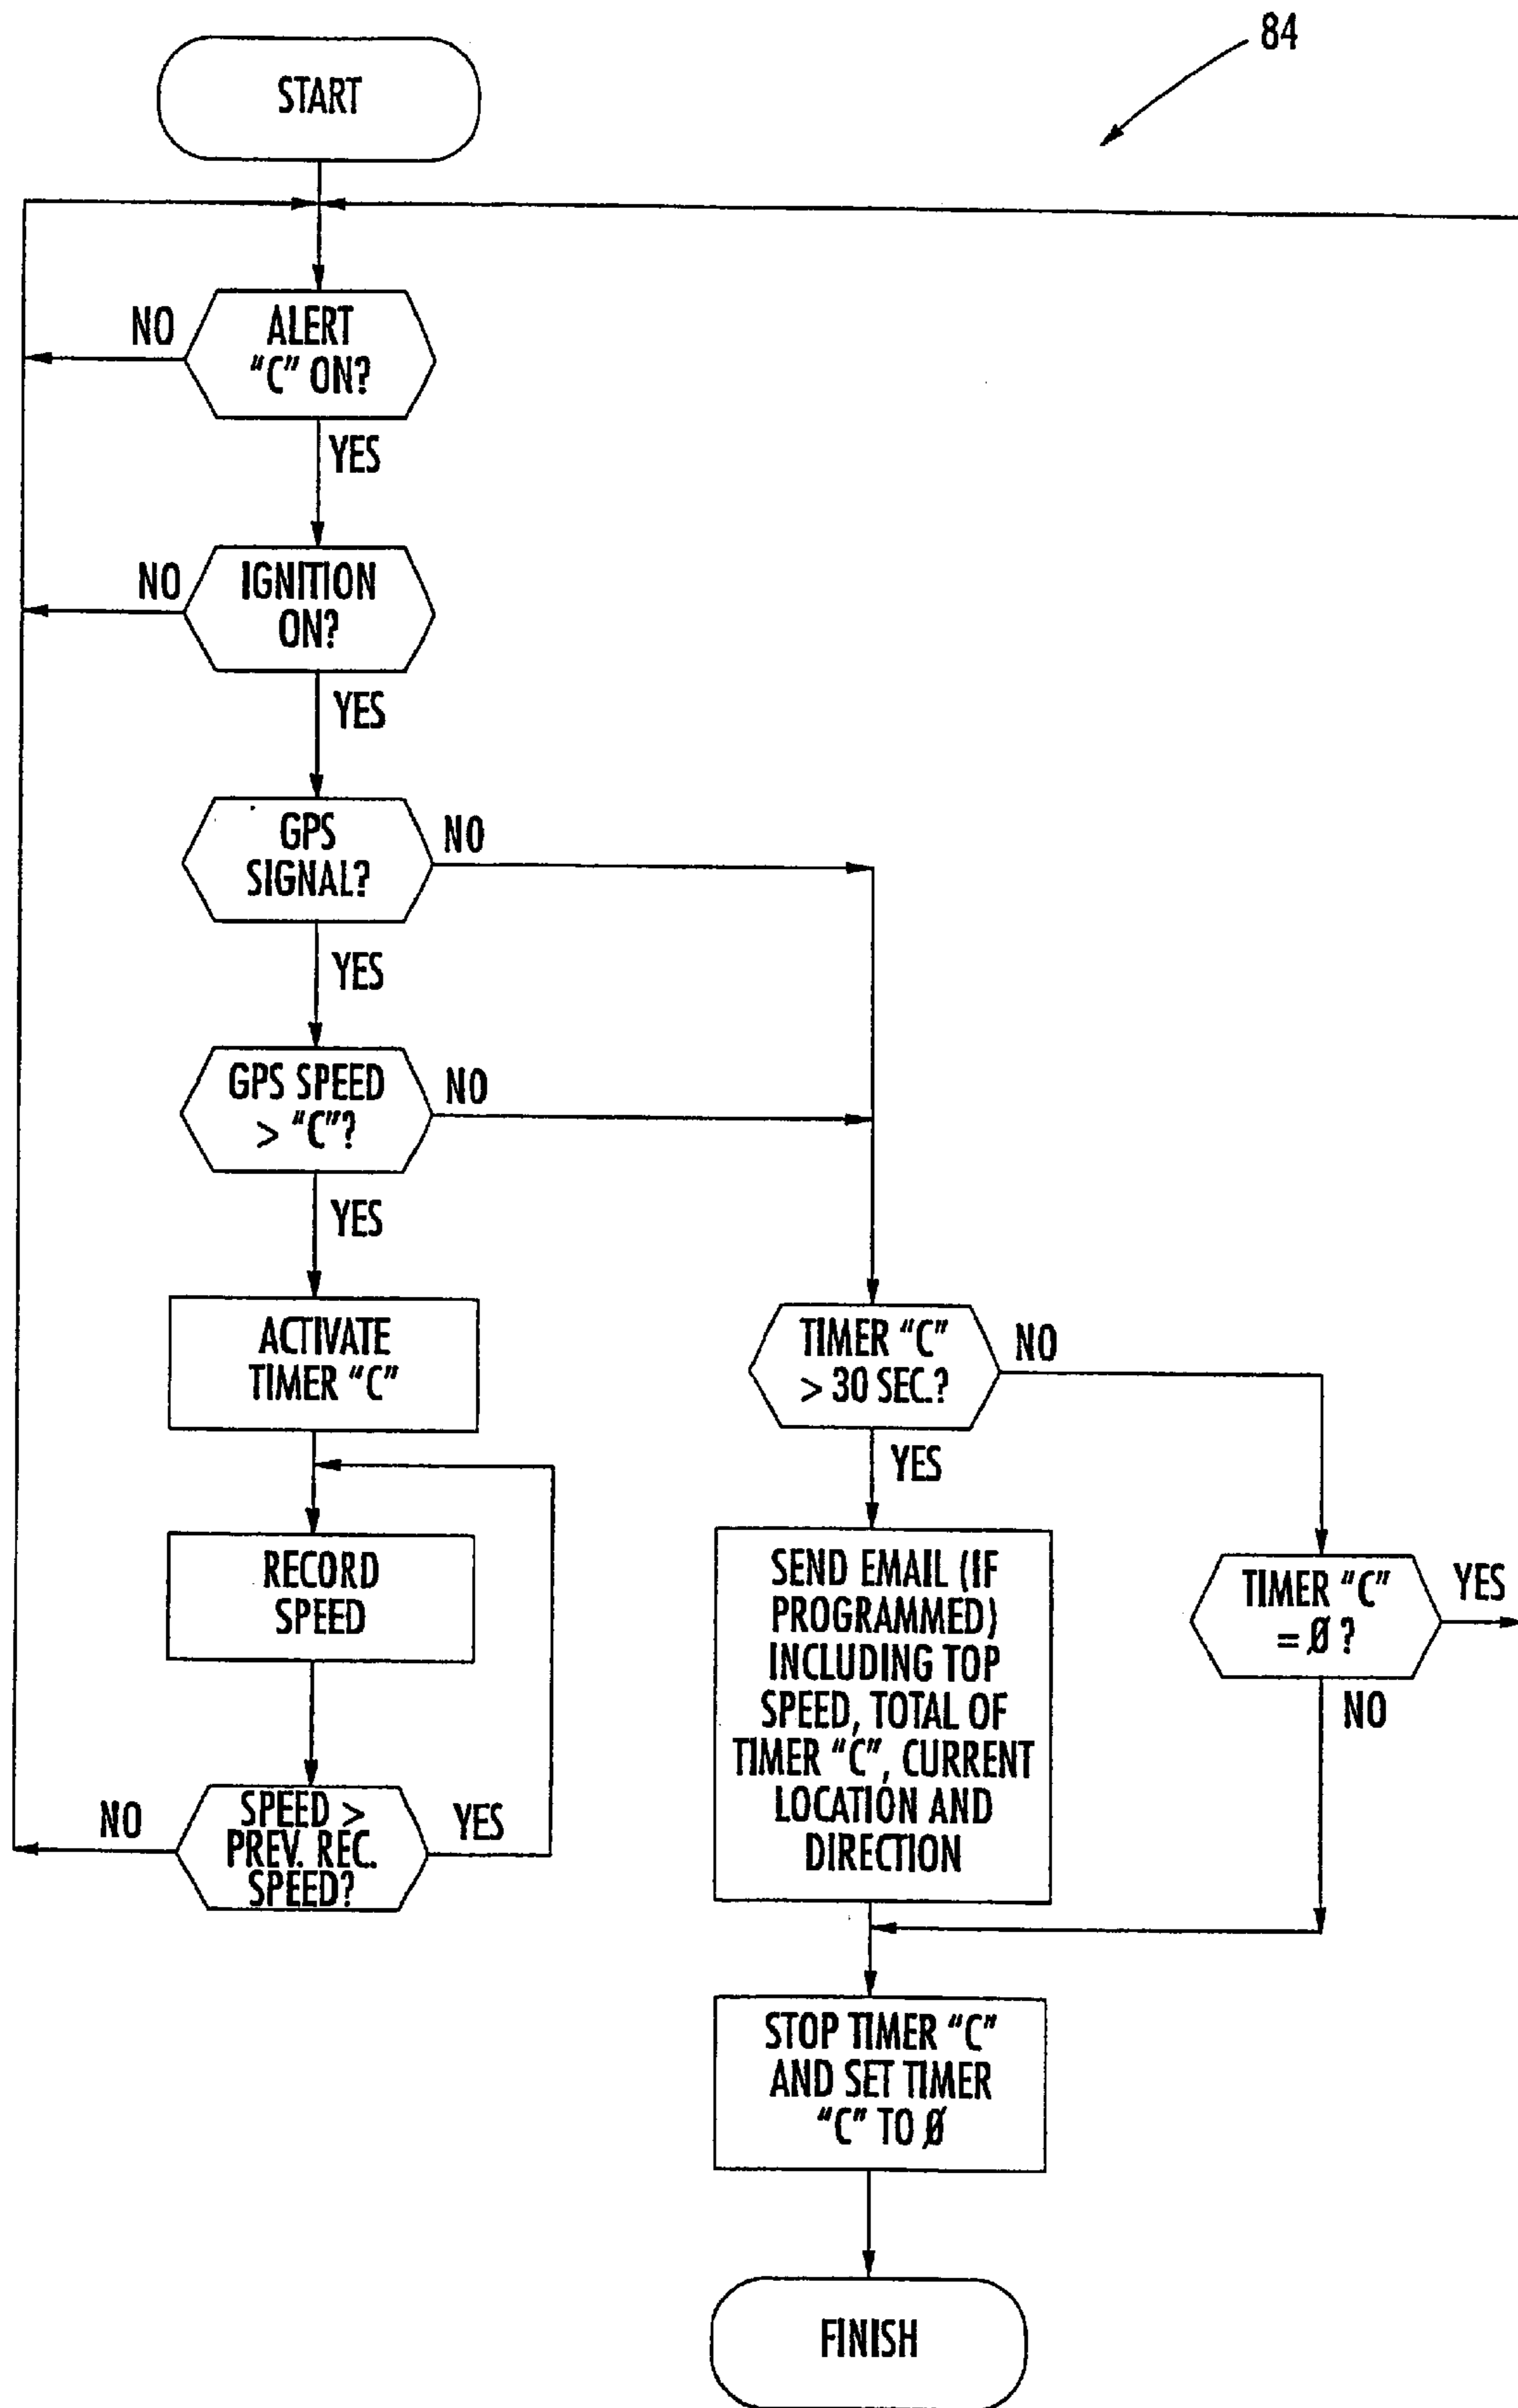 84
START
ALERT
"C" ON?
NO
YES
IGNITION
ON?
NO
YES
GPS
SIGNAL?
NO
YES
GPS SPEED
> "C"?
NO
YES
ACTIVATE
TIMER "C"
RECORD
SPEED
SPEED >
PREV. REC.
SPEED?
NO
YES
TIMER "C"
> 30 SEC.?
NO
YES
SEND EMAIL (IF
PROGRAMMED)
INCLUDING TOP
SPEED, TOTAL OF
TIMER "C", CURRENT
LOCATION AND
DIRECTION
TIMER "C"
= Ø ?
YES
NO
STOP TIMER "C"
AND SET TIMER
"C" TO Ø
FINISH